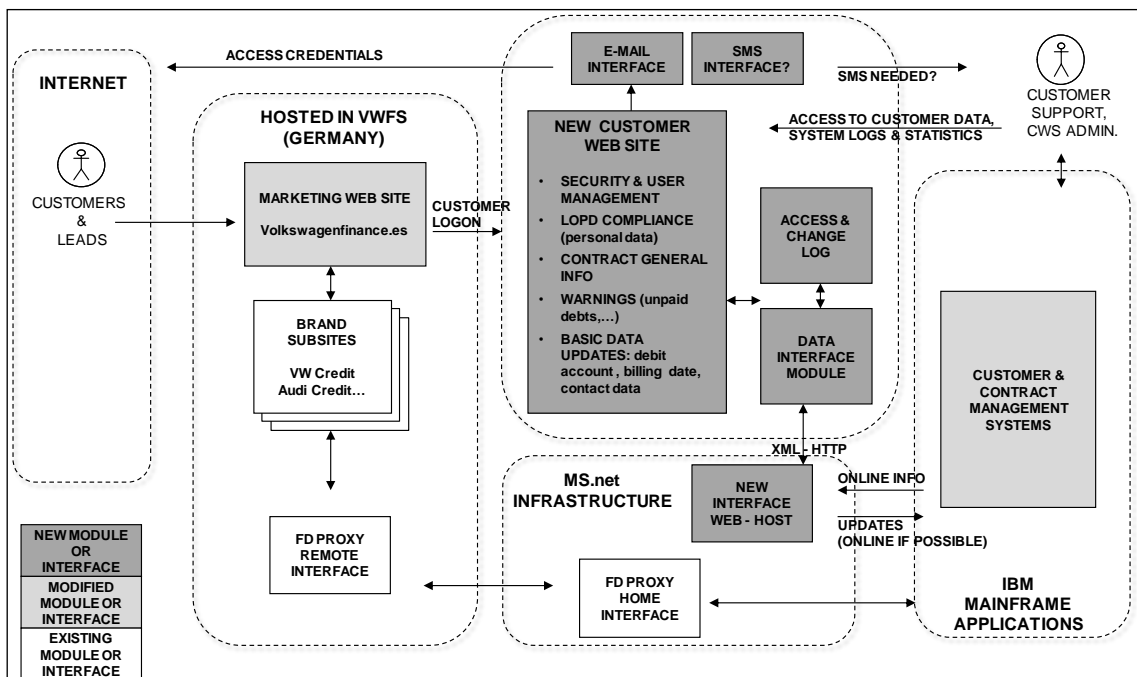 INTERNET
CUSTOMERS
&
LEADS
ACCESS CREDENTIALS
HOSTED IN VWFS
(GERMANY)
MARKETING WEB SITE
Volkswagenfinance.es
CUSTOMER
LOGON
BRAND
SUBSITES
VW Credit
Audi Credit...
FD PROXY
REMOTE
INTERFACE
E-MAIL
INTERFACE
SMS
INTERFACE?
SMS NEEDED?
NEW CUSTOMER
WEB SITE
• SECURITY & USER
MANAGEMENT
• LOPD COMPLIANCE
(personal data)
• CONTRACT GENERAL
INFO
• WARNINGS (unpaid
debts,...)
• BASIC DATA
UPDATES: debit
account , billing date,
contact data
ACCESS TO CUSTOMER DATA,
SYSTEM LOGS & STATISTICS
ACCESS &
CHANGE
LOG
DATA
INTERFACE
MODULE
CUSTOMER
SUPPORT,
CWS ADMIN.
CUSTOMER &
CONTRACT
MANAGEMENT
SYSTEMS
XML - HTTP
MS.net
INFRASTRUCTURE
NEW
INTERFACE
WEB - HOST
ONLINE INFO
UPDATES
(ONLINE IF POSSIBLE)
FD PROXY
HOME
INTERFACE
IBM
MAINFRAME
APPLICATIONS
NEW MODULE
OR
INTERFACE
MODIFIED
MODULE OR
INTERFACE
EXISTING
MODULE OR
INTERFACE